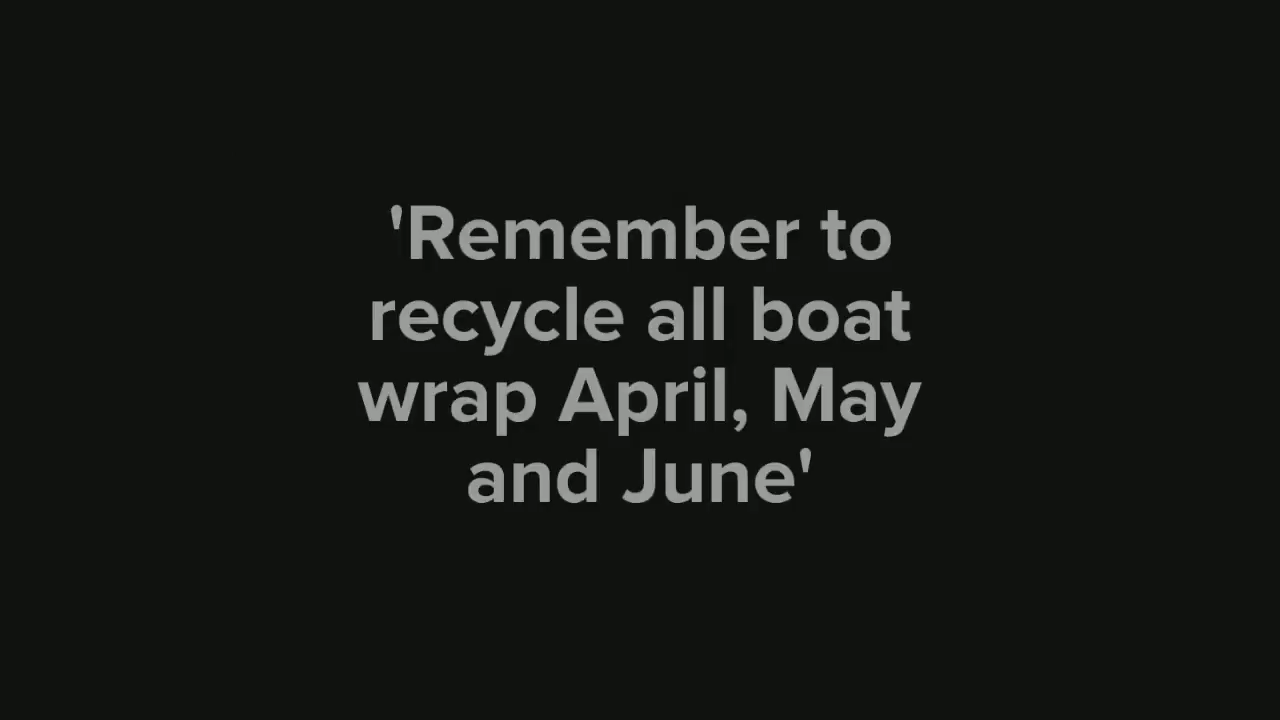 'Remember to
recycle all boat
wrap April, May
and June'